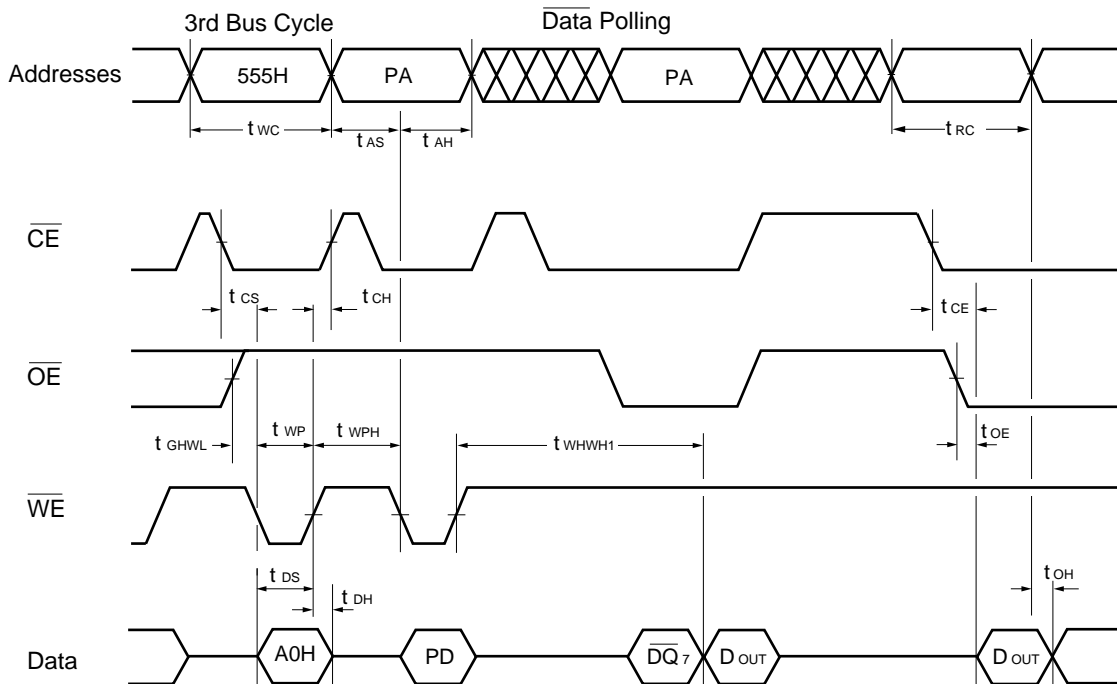 3rd Bus Cycle
Data Polling
Addresses
555H
PA
PA
t WC
t AS
t AH
t RC
CE
t CS
t CH
t CE
OE
t GHWL
t WP
t WPH
t WHWH1
t OE
WE
t DS
t DH
t OH
Data
A0H
PD
DQ 7
D OUT
D OUT